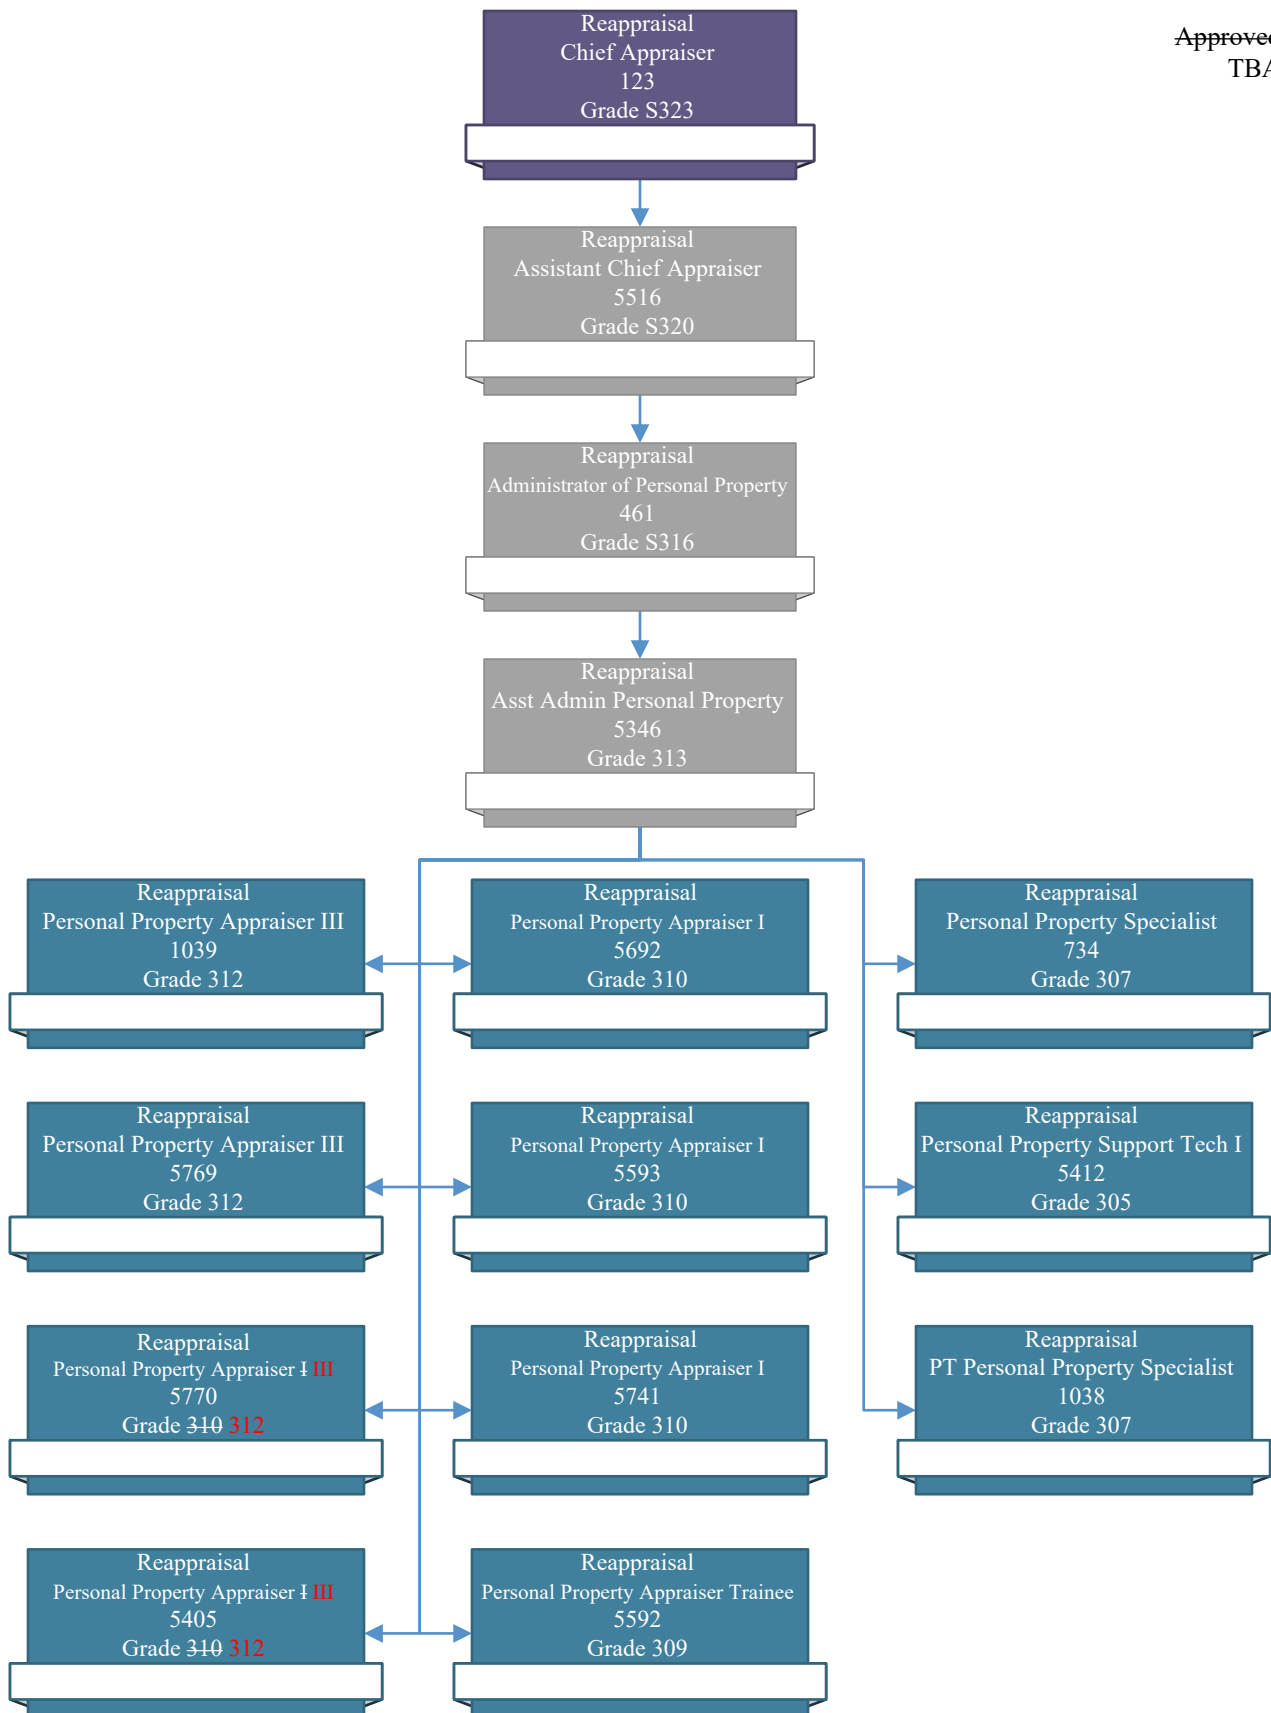 Reappraisal
Chief Appraiser
123
Grade S323
TBA
Reappraisal
Assistant Chief Appraiser
5516
Grade S320
Reappraisal
Administrator of Personal Property
461
Grade S316
Reappraisal
Asst Admin Personal Property
5346
Grade 313
Reappraisal
Personal Property Appraiser III
1039
Grade 312
Reappraisal
Personal Property Appraiser I
5692
Grade 310
Reappraisal
Personal Property Specialist
734
Grade 307
Reappraisal
Personal Property Appraiser III
5769
Grade 312
Reappraisal
Personal Property Appraiser I
5593
Grade 310
Reappraisal
Personal Property Support Tech I
5412
Grade 305
Reappraisal
Personal Property Appraiser I III
5770
Grade 310 312
Reappraisal
Personal Property Appraiser I
5741
Grade 310
Reappraisal
PT Personal Property Specialist
1038
Grade 307
Reappraisal
Personal Property Appraiser I III
5405
Grade 310 312
Reappraisal
Personal Property Appraiser Trainee
5592
Grade 309